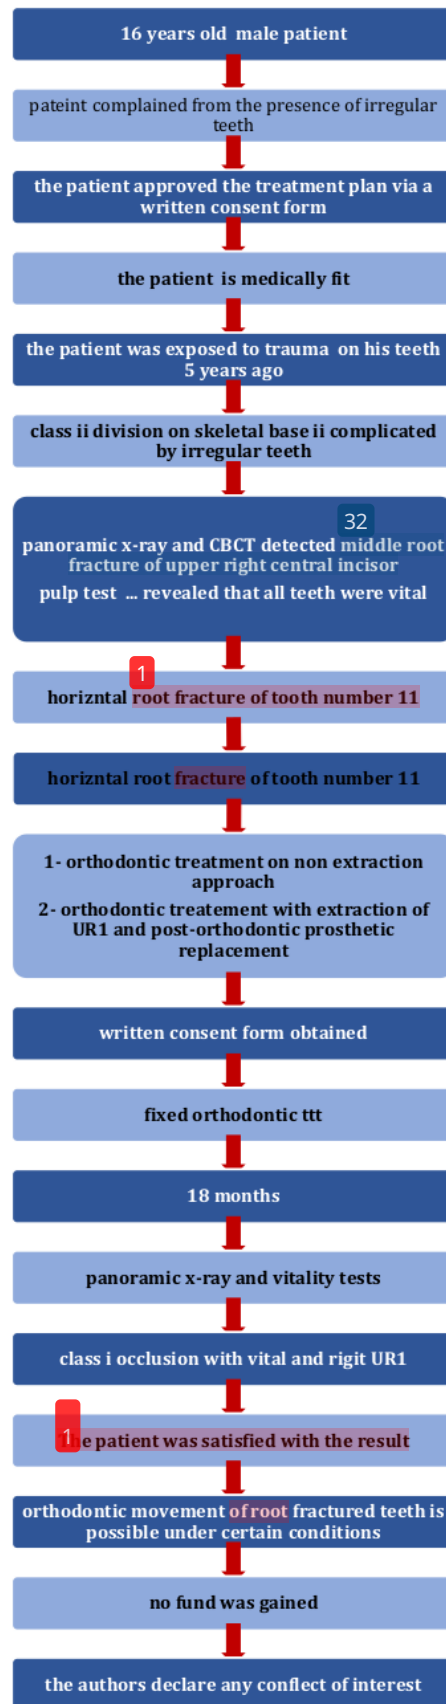 16 years old male patient
pateint complained from the presence of irregular
teeth
the patient approved the treatment plan via a
written consent form
the patient is medically fit
the patient was exposed to trauma on his teeth
5 years ago
class ii division on skeletal base ii complicated
by irregular teeth
32
panoramic x-ray and CBCT detected middle root
fracture of upper right central incisor
pulp test ... revealed that all teeth were vital
1
horizntal root fracture of tooth number 11
horizntal root fracture of tooth number 11
1- orthodontic treatment on non extraction
approach
2- orthodontic treatement with extraction of
UR1 and post-orthodontic prosthetic
replacement
written consent form obtained
fixed orthodontic ttt
18 months
panoramic x-ray and vitality tests
class i occlusion with vital and rigit UR1
1
The patient was satisfied with the result
orthodontic movement of root fractured teeth is
possible under certain conditions
no fund was gained
the authors declare any conflect of interest